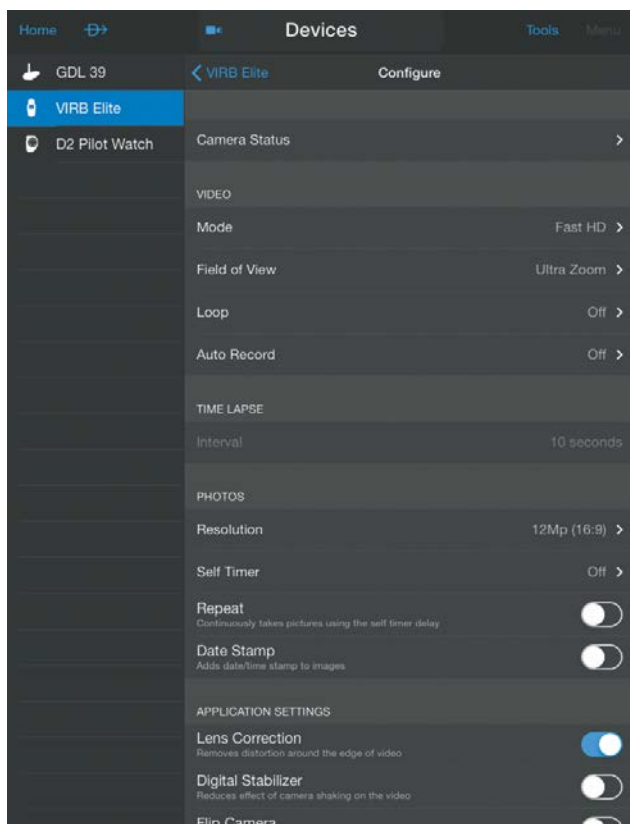 Home
Devices
Tools
Menu
GDL 39
VIRB Elite
D2 Pilot Watch
VIRB Elite
Configure
Camera Status
VIDEO
Mode Fast HD
Field of View Ultra Zoom
Loop Off
Auto Record Off
TIME LAPSE
Interval 10 seconds
PHOTOS
Resolution 12Mp (16:9)
Self Timer Off
Repeat
Continuously takes pictures using the self timer delay
Date Stamp
Adds date/time stamp to images
APPLICATION SETTINGS
Lens Correction
Removes distortion around the edge of video
Digital Stabilizer
Reduces effect of camera shaking on the video
Flip Camera